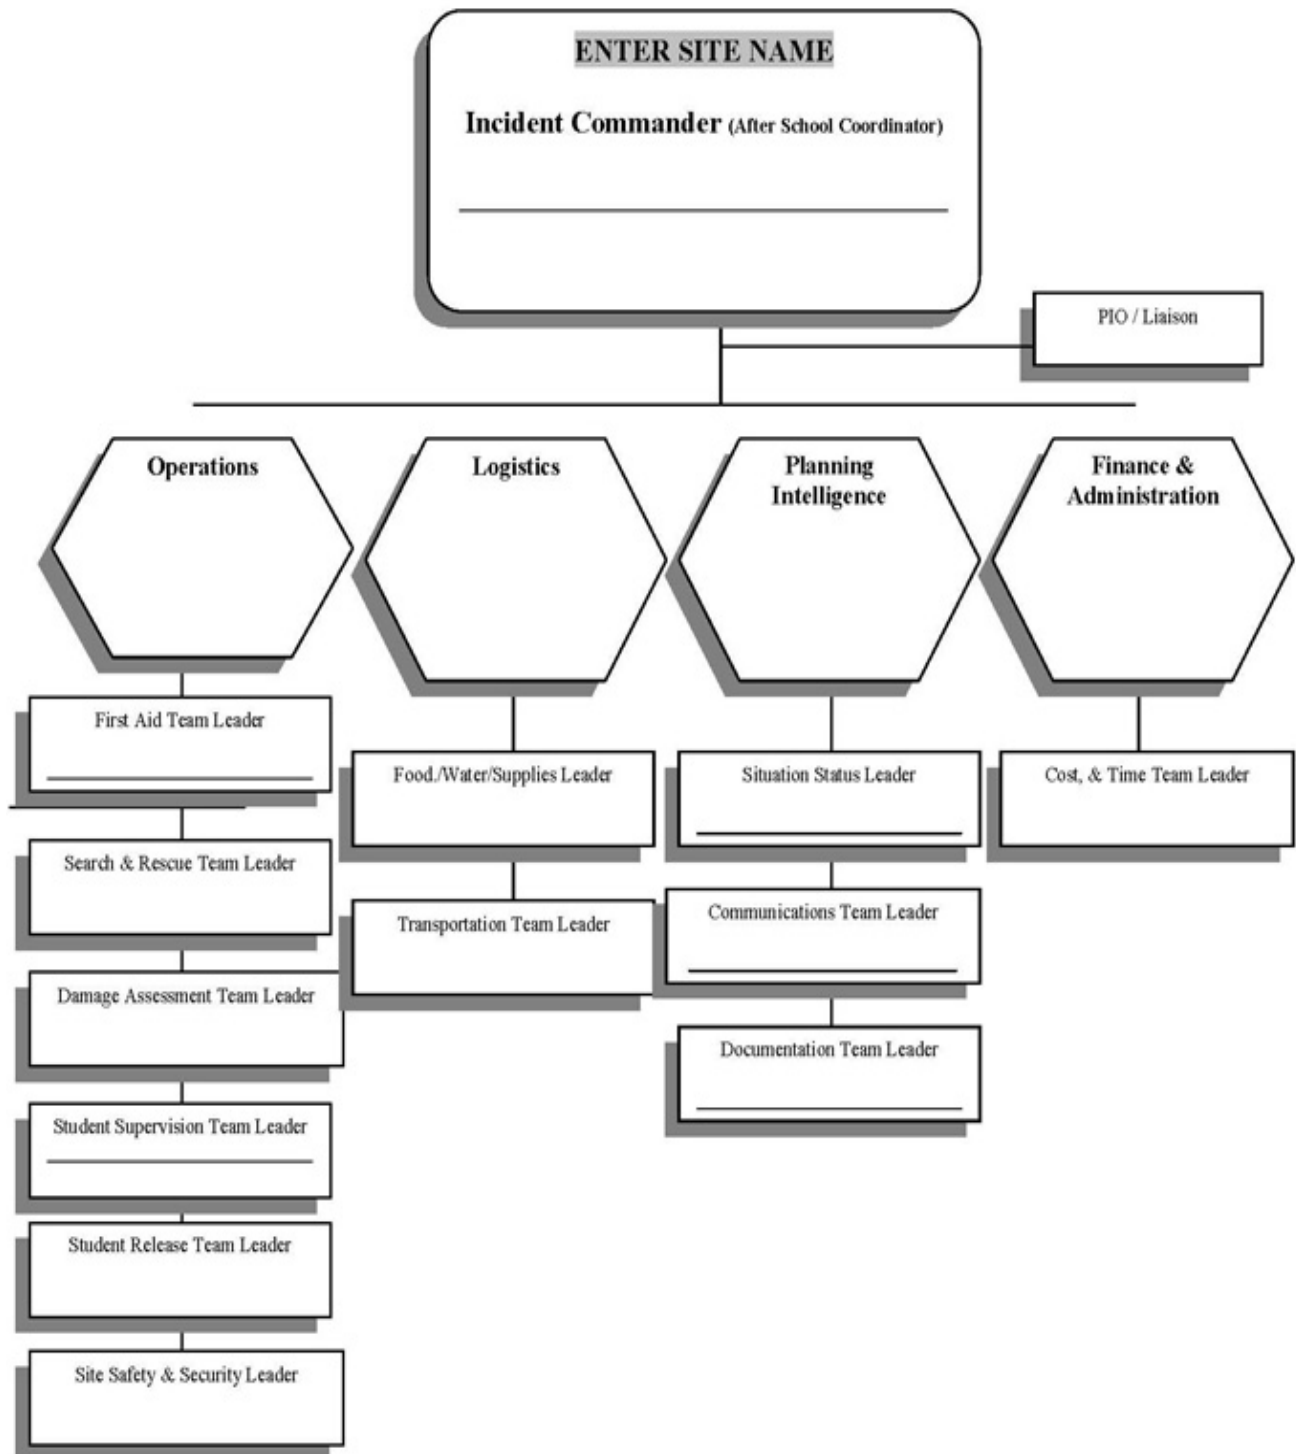 ENTER SITE NAME
Incident Commander (After School Coordinator)
PIO / Liaison
Operations
Logistics
Planning
Intelligence
Finance &
Administration
First Aid Team Leader
Search & Rescue Team Leader
Damage Assessment Team Leader
Student Supervision Team Leader
Student Release Team Leader
Site Safety & Security Leader
Food./Water/Supplies Leader
Transportation Team Leader
Situation Status Leader
Communications Team Leader
Documentation Team Leader
Cost, & Time Team Leader